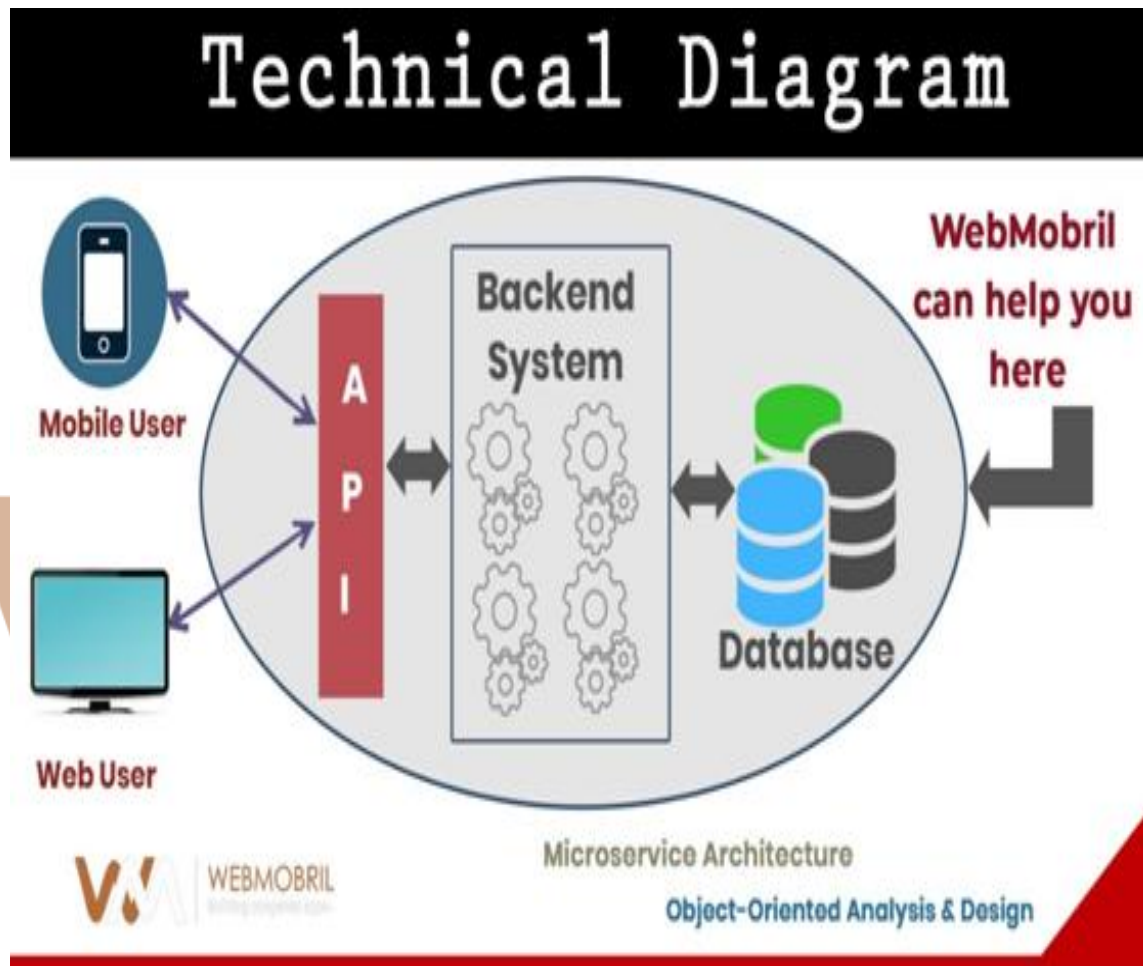 Technical Diagram
WebMobril
can help you
here
Backend
System
A
P
I
Mobile User
Database
Web User
WEBMOBRIL
Microservice Architecture
Object-Oriented Analysis & Design